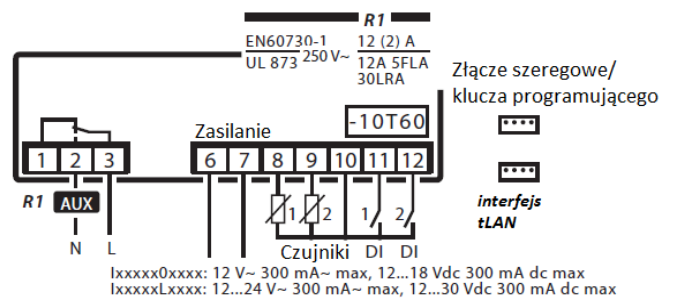 R1
EN60730-1
UL 873
250 V~
12 (2) A
12A 5FLA
30LRA
Złącze szeregowe/
klucza programującego
-10T60
Zasilanie
1 2 3 6 7 8 9 10 11 12
R1 AUX
1 2 1 2
interfejs
tLAN
N L Czujniki DI DI
Ixxxxx0xxxx: 12 V~ 300 mA~ max, 12...18 Vdc 300 mA dc max
IxxxxxLxxxx: 12...24 V~ 300 mA~ max, 12...30 Vdc 300 mA dc max